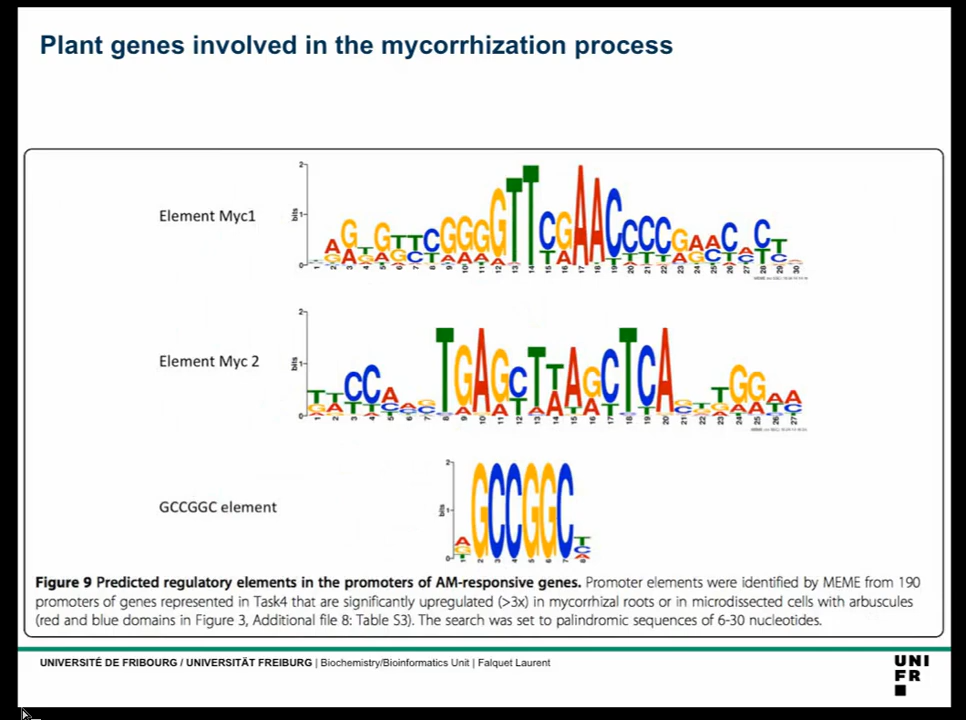 Plant genes involved in the mycorrhization process
Element Myc1
Element Myc 2
GCCGGC element
Figure 9 Predicted regulatory elements in the promoters of AM-responsive genes. Promoter elements were identified by MEME from 190
promoters of genes represented in Task4 that are significantly upregulated (>3x) in mycorrhizal roots or in microdissected cells with arbuscules
(red and blue domains in Figure 3, Additional file 8: Table S3). The search was set to palindromic sequences of 6-30 nucleotides.
UNIVERSITÉ DE FRIBOURG / UNIVERSITÄT FREIBURG | Biochemistry/Bioinformatics Unit | Falquet Laurent
UNI
FR